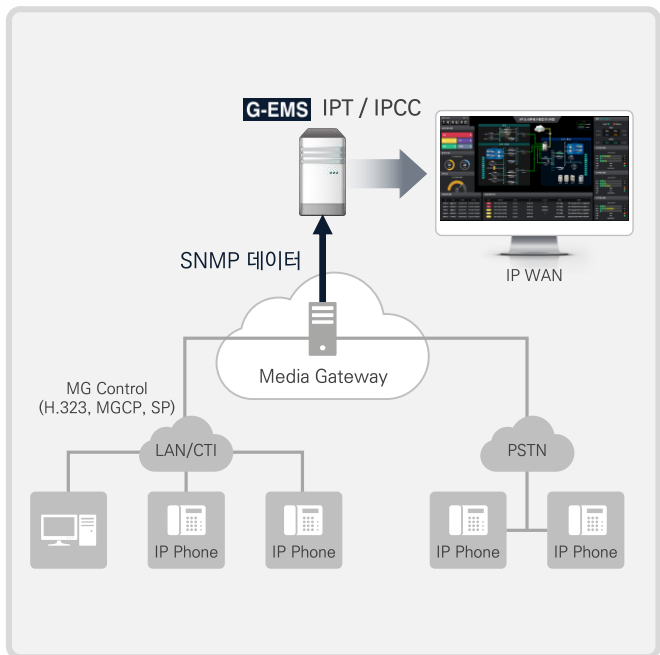 G-EMS IPT / IPCC
SNMP 데이터
IP WAN
Media Gateway
MG Control
(H.323, MGCP, SP)
LAN/CTI
PSTN
IP Phone
IP Phone
IP Phone
IP Phone